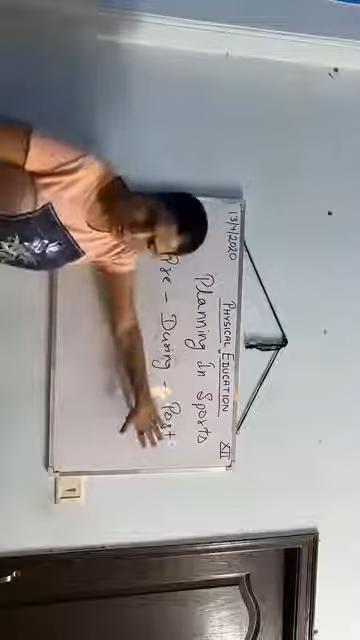 13/4/2020
PHYSICAL EDUCATION XII
Planning In Sports
Pre - During - Post